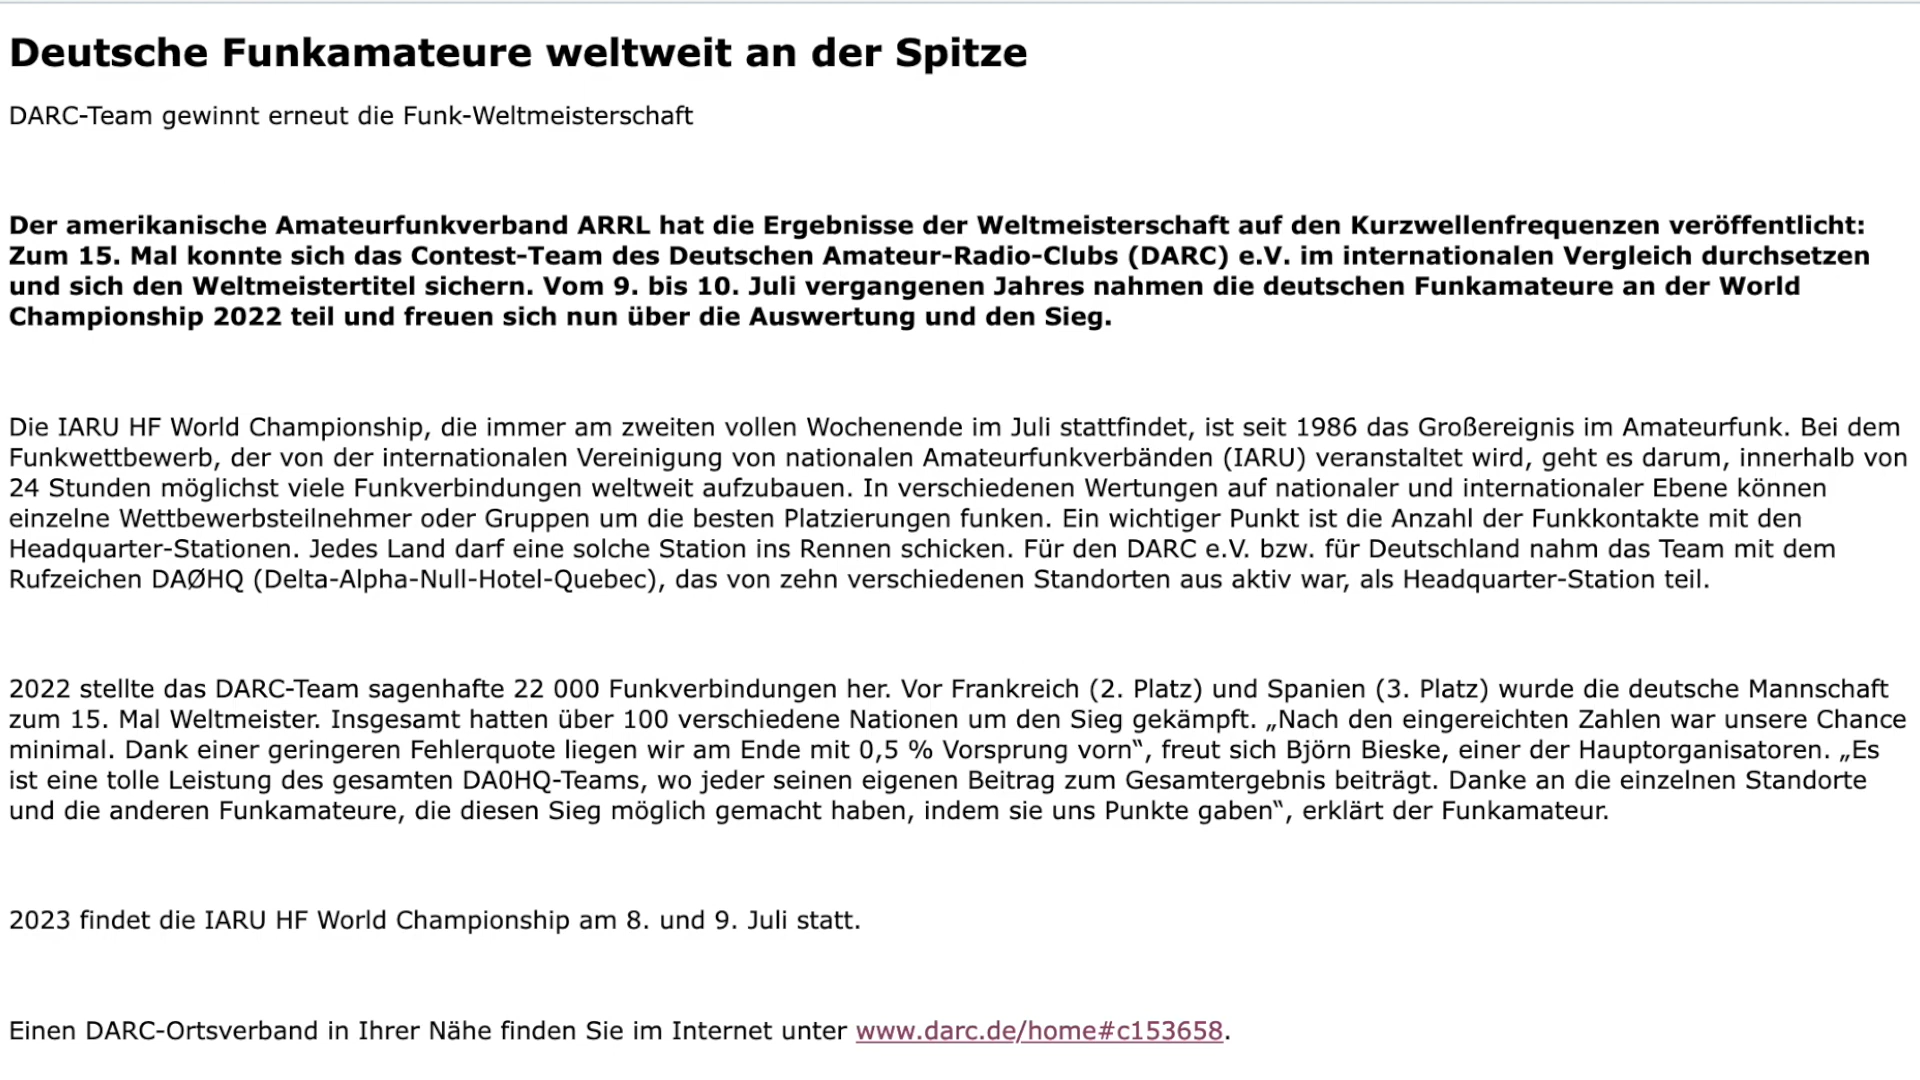 Deutsche Funkamateure weltweit an der Spitze
DARC-Team gewinnt erneut die Funk-Weltmeisterschaft
Der amerikanische Amateurfunkverband ARRL hat die Ergebnisse der Weltmeisterschaft auf den Kurzwellenfrequenzen veröffentlicht:
Zum 15. Mal konnte sich das Contest-Team des Deutschen Amateur-Radio-Clubs (DARC) e.V. im internationalen Vergleich durchsetzen
und sich den Weltmeistertitel sichern. Vom 9. bis 10. Juli vergangenen Jahres nahmen die deutschen Funkamateure an der World
Championship 2022 teil und freuen sich nun über die Auswertung und den Sieg.
Die IARU HF World Championship, die immer am zweiten vollen Wochenende im Juli stattfindet, ist seit 1986 das Großereignis im Amateurfunk. Bei dem
Funkwettbewerb, der von der internationalen Vereinigung von nationalen Amateurfunkverbänden (IARU) veranstaltet wird, geht es darum, innerhalb von
24 Stunden möglichst viele Funkverbindungen weltweit aufzubauen. In verschiedenen Wertungen auf nationaler und internationaler Ebene können
einzelne Wettbewerbsteilnehmer oder Gruppen um die besten Platzierungen funken. Ein wichtiger Punkt ist die Anzahl der Funkkontakte mit den
Headquarter-Stationen. Jedes Land darf eine solche Station ins Rennen schicken. Für den DARC e.V. bzw. für Deutschland nahm das Team mit dem
Rufzeichen DAØHQ (Delta-Alpha-Null-Hotel-Quebec), das von zehn verschiedenen Standorten aus aktiv war, als Headquarter-Station teil.
2022 stellte das DARC-Team sagenhafte 22 000 Funkverbindungen her. Vor Frankreich (2. Platz) und Spanien (3. Platz) wurde die deutsche Mannschaft
zum 15. Mal Weltmeister. Insgesamt hatten über 100 verschiedene Nationen um den Sieg gekämpft. „Nach den eingereichten Zahlen war unsere Chance
minimal. Dank einer geringeren Fehlerquote liegen wir am Ende mit 0,5 % Vorsprung vorn“, freut sich Björn Bieske, einer der Hauptorganisatoren. „Es
ist eine tolle Leistung des gesamten DA0HQ-Teams, wo jeder seinen eigenen Beitrag zum Gesamtergebnis beiträgt. Danke an die einzelnen Standorte
und die anderen Funkamateure, die diesen Sieg möglich gemacht haben, indem sie uns Punkte gaben“, erklärt der Funkamateur.
2023 findet die IARU HF World Championship am 8. und 9. Juli statt.
Einen DARC-Ortsverband in Ihrer Nähe finden Sie im Internet unter www.darc.de/home#c153658.